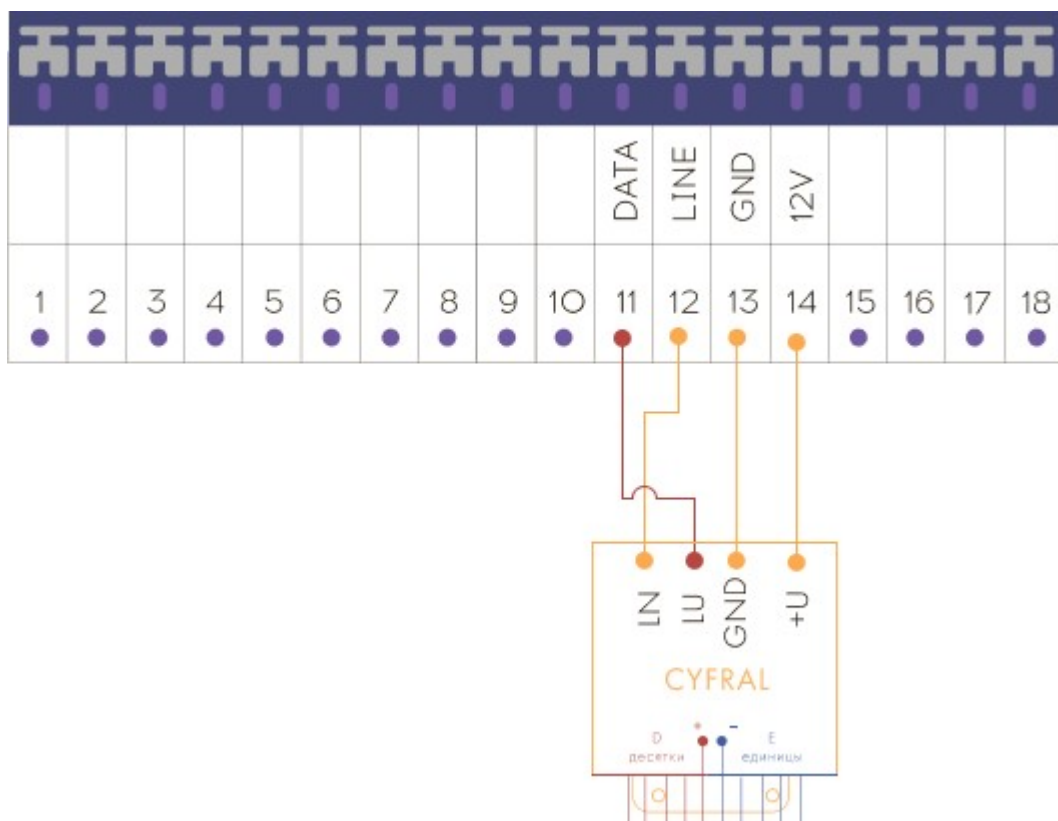 DATA LINE GND 12V
1 2 3 4 5 6 7 8 9 10 11 12 13 14 15 16 17 18
LN LU GND +U
CYFRAL
+ −
D E
десятки единицы